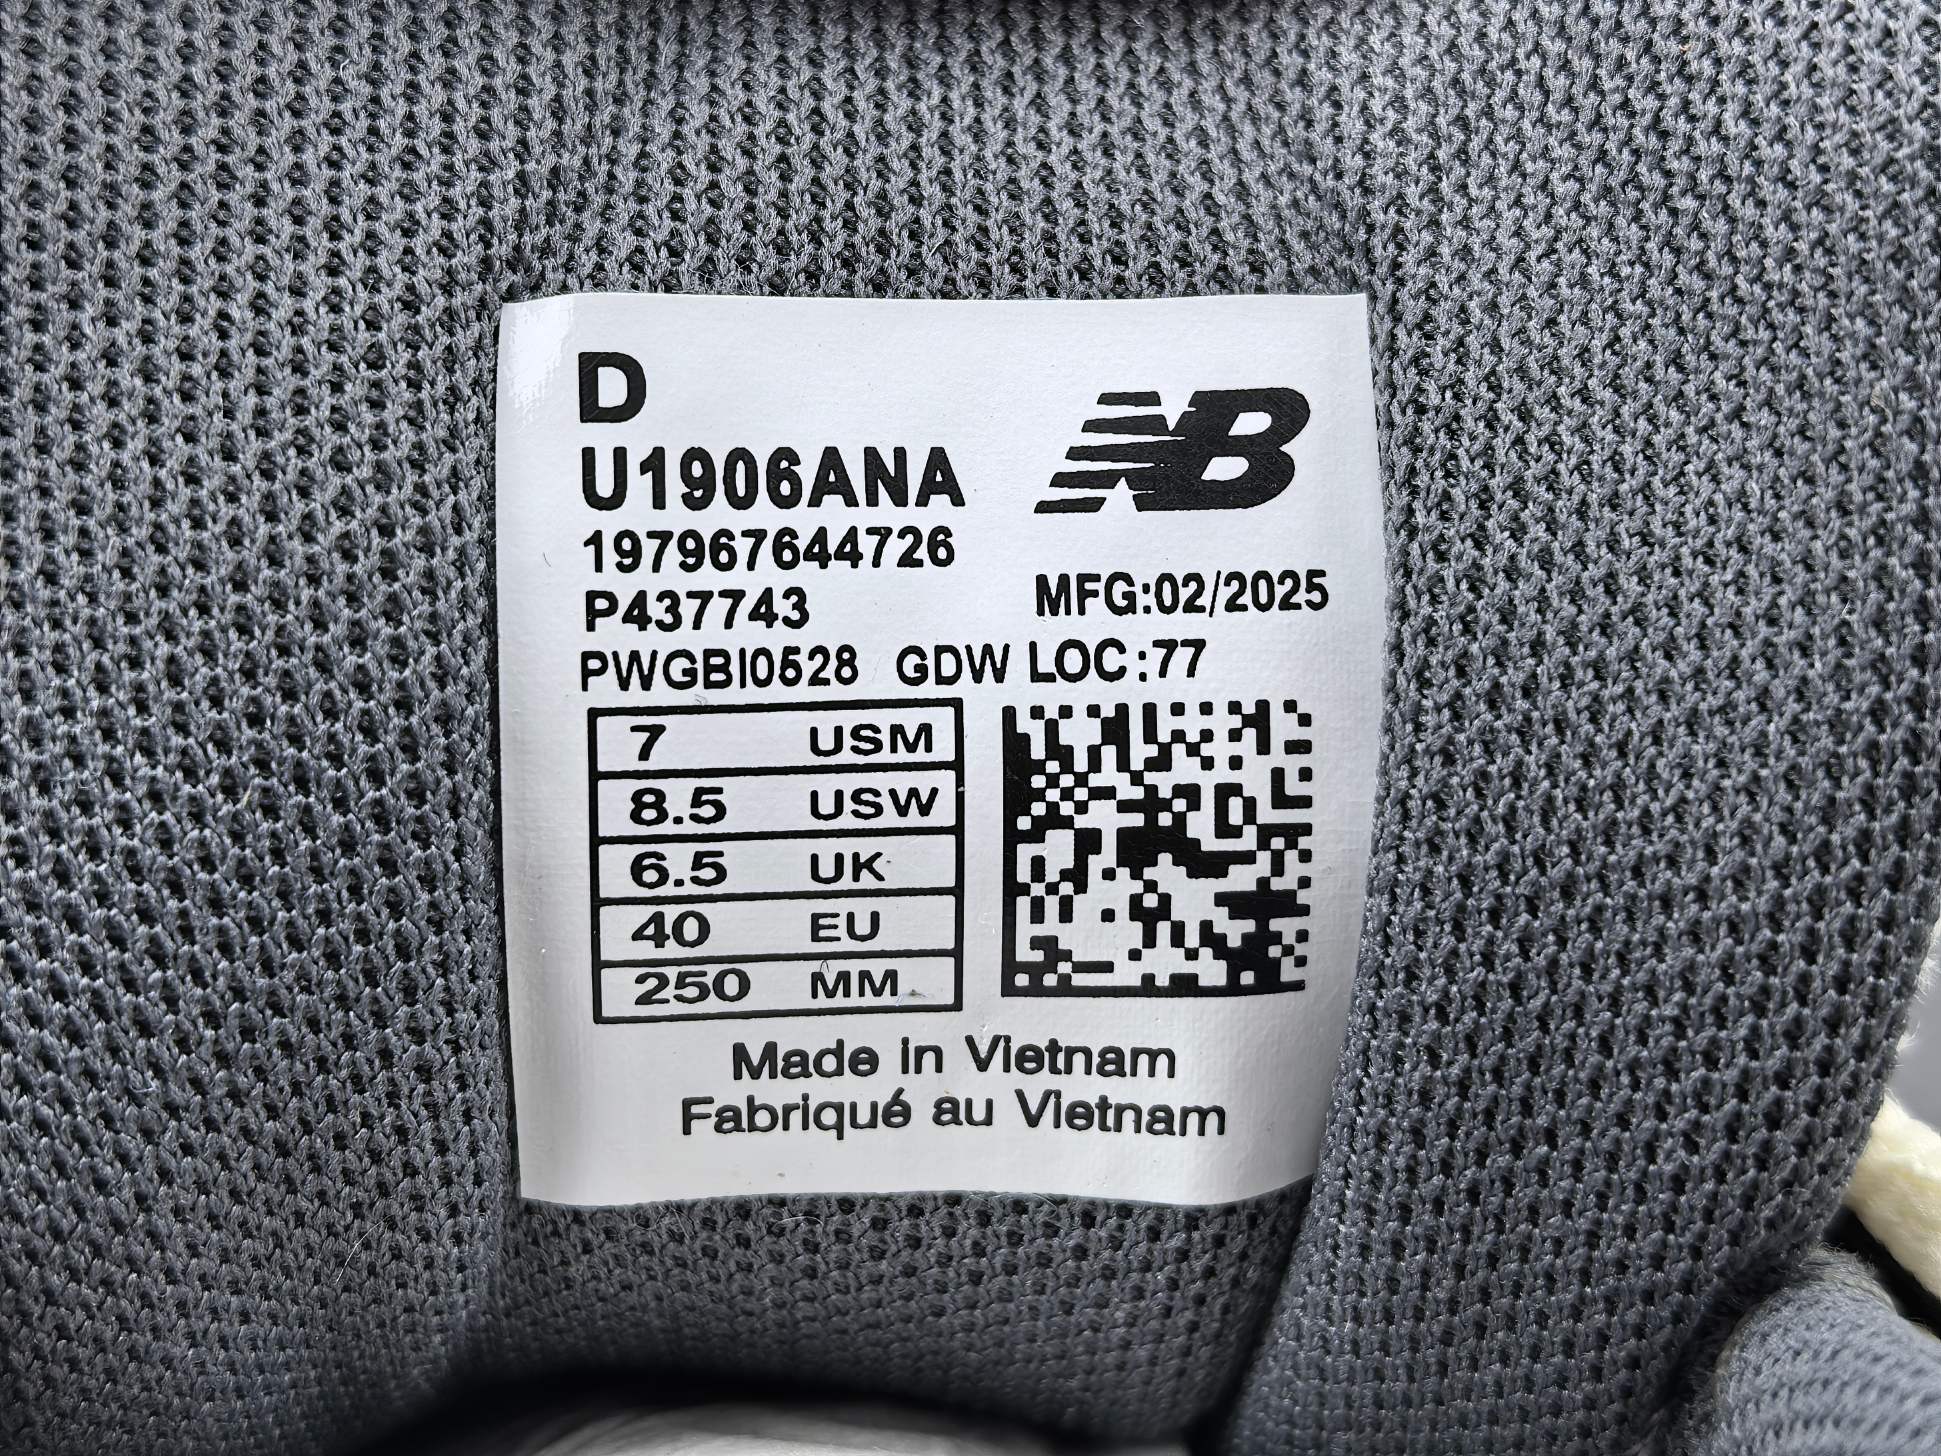 D
NB
U1906ANA
197967644726
P437743
MFG:02/2025
PWGBI0528 GDW LOC:77
7 USM
8.5 USW
6.5 UK
40 EU
250 MM
Made in Vietnam
Fabriqué au Vietnam